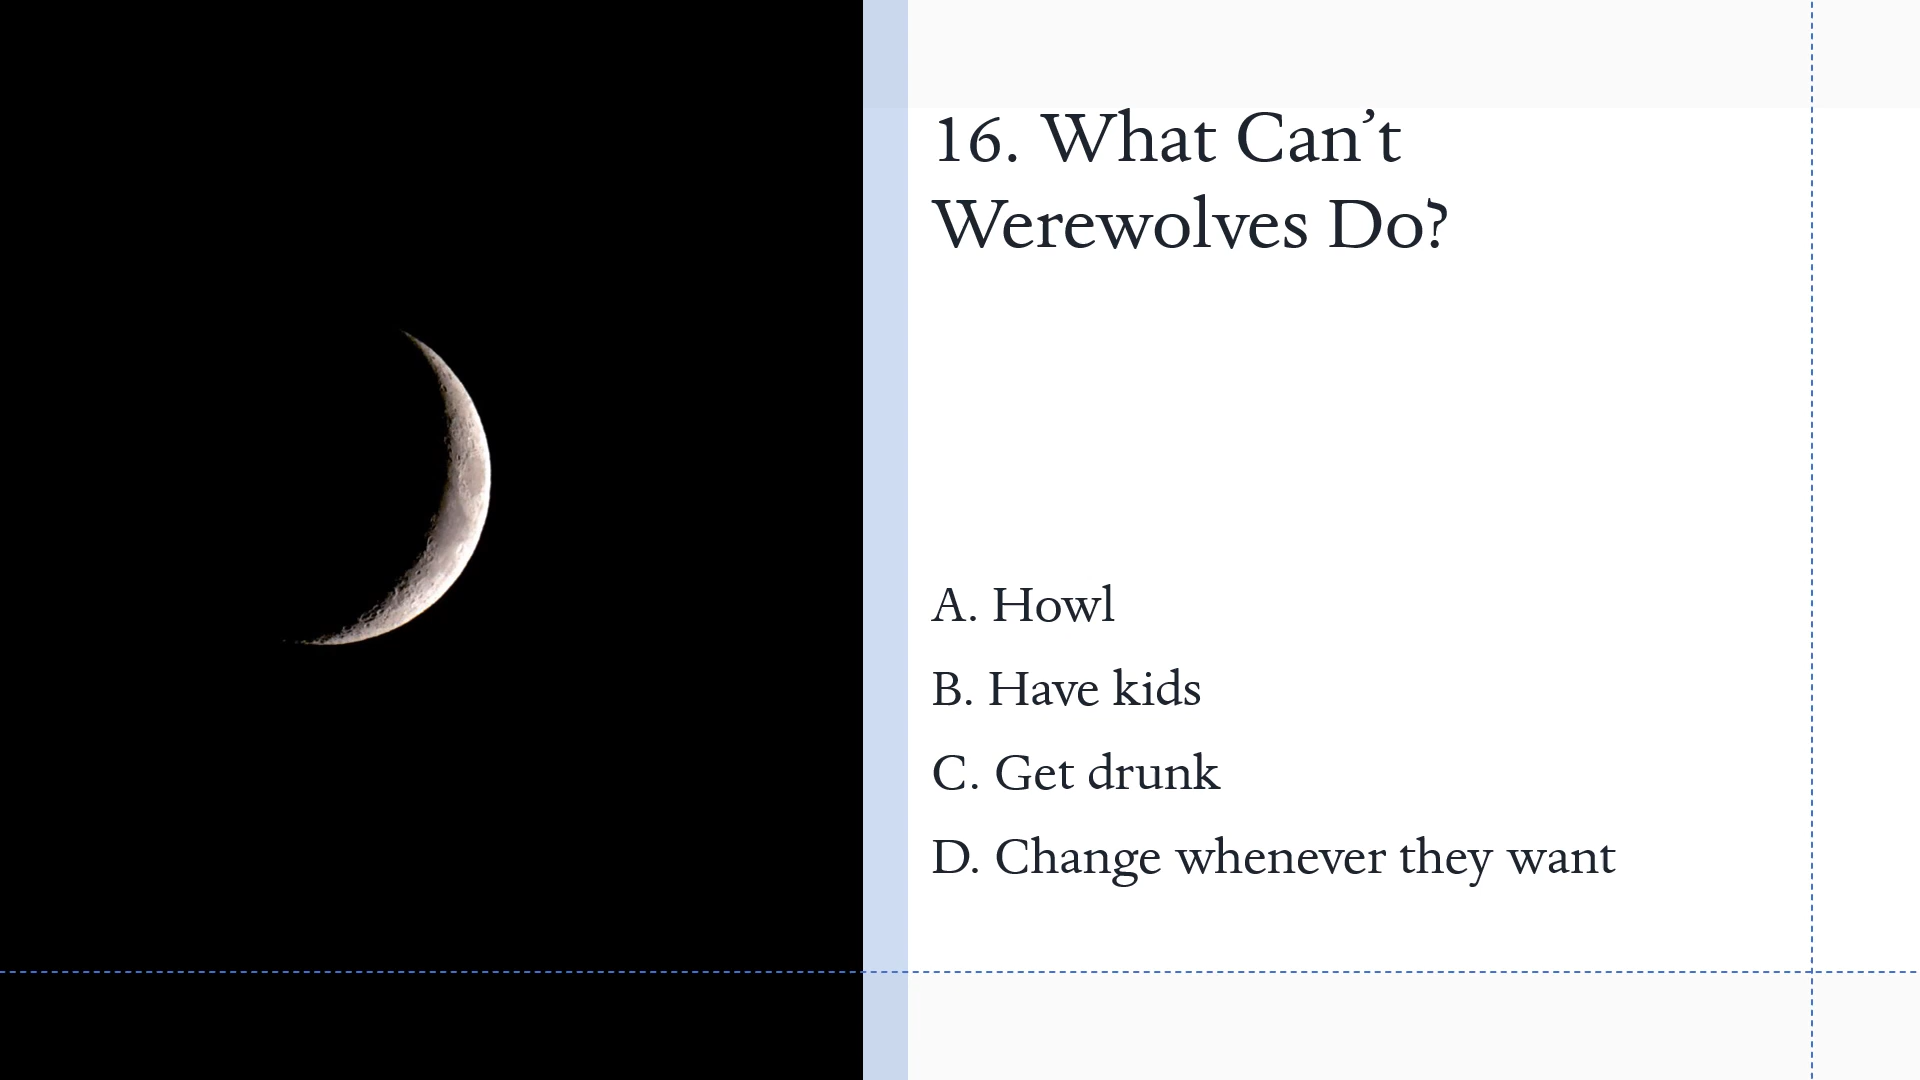 16. What Can’t
Werewolves Do?
A. Howl
B. Have kids
C. Get drunk
D. Change whenever they want